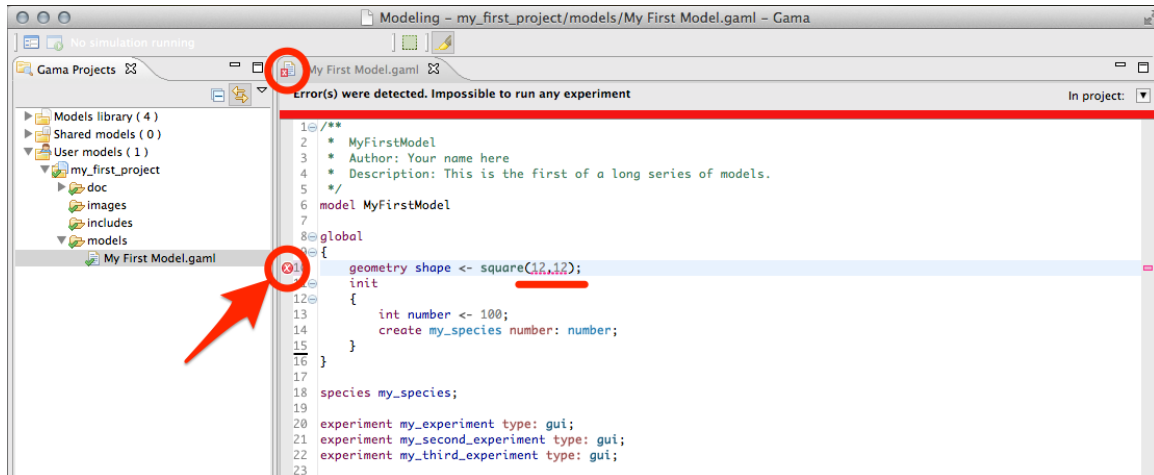 Modeling – my_first_project/models/My First Model.gaml – Gama
No simulation running
Gama Projects
My First Model.gaml
Error(s) were detected. Impossible to run any experiment
In project:
Models library ( 4 )
Shared models ( 0 )
User models ( 1 )
my_first_project
doc
images
includes
models
My First Model.gaml
1 /**
2 * MyFirstModel
3 * Author: Your name here
4 * Description: This is the first of a long series of models.
5 */
6 model MyFirstModel
7
8 global
9 {
10 geometry shape <- square(12,12);
11 init
12 {
13 int number <- 100;
14 create my_species number: number;
15 }
16 }
17
18 species my_species;
19
20 experiment my_experiment type: gui;
21 experiment my_second_experiment type: gui;
22 experiment my_third_experiment type: gui;
23